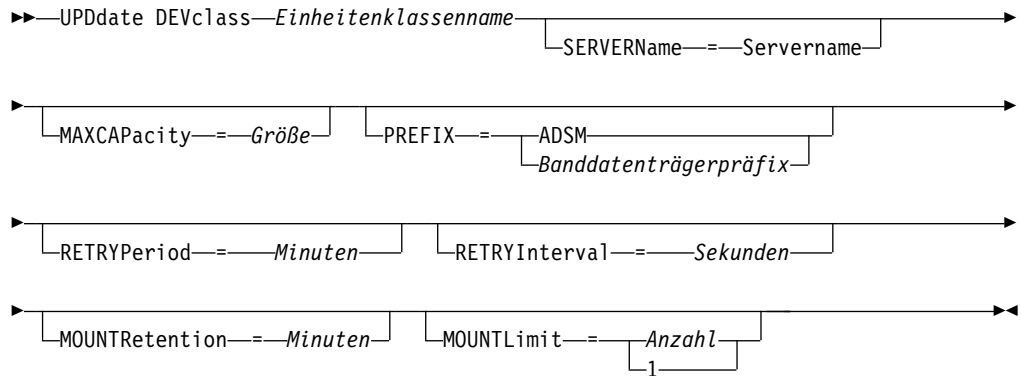 UPDdate DEVclass Einheitenklassenname
SERVERName = Servername
MAXCAPacity = Größe PREFIX = ADSM
Banddatenträgerpräfix
RETRYPeriod = Minuten RETRYInterval = Sekunden
MOUNTRetention = Minuten MOUNTLimit = Anzahl
1